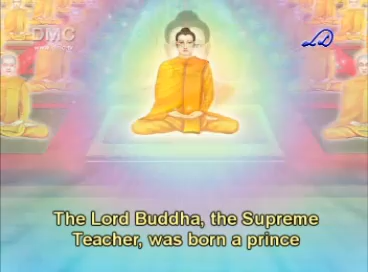 DMC
The Lord Buddha, the Supreme
Teacher, was born a prince